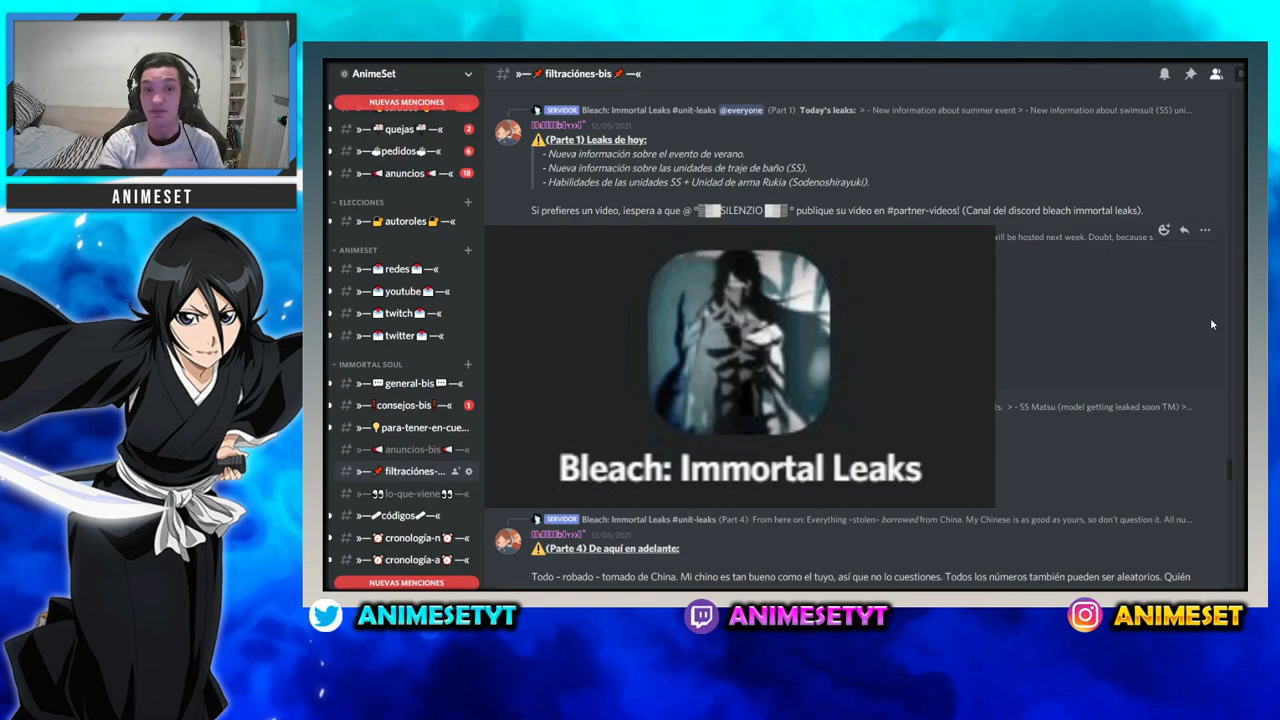 ANIMESET
AnimeSet
NUEVAS MENCIONES
quejas 2
pedidos 6
anuncios 18
ELECCIONES
autoroles
ANIMESET
redes
youtube
twitch
twitter
IMMORTAL SOUL
general-bis
consejos-bis 1
para-tener-en-cue...
anuncios-bis
filtraciónes-...
lo-que-viene
códigos
cronología-n
cronología-a
NUEVAS MENCIONES
filtraciónes-bis
SERVIDOR Bleach: Immortal Leaks #unit-leaks @everyone (Part 1) Today's leaks: > - New information about summer event > - New information about swimsuit (SS) uni...
12/05/2021
(Parte 1) Leaks de hoy:
- Nueva información sobre el evento de verano.
- Nueva información sobre las unidades de traje de baño (SS).
- Habilidades de las unidades SS + Unidad de arma Rukia (Sodenoshirayuki).
Si prefieres un video, iespera a que @ °▒▒▓SILENZIO▓▒▒° publique su video en #partner-videos! (Canal del discord bleach immortal leaks).
will be hosted next week. Doubt, because s.
ts: > - SS Matsu (model getting leaked soon TM) >...
Bleach: Immortal Leaks
SERVIDOR Bleach: Immortal Leaks #unit-leaks (Part 4) From here on: Everything -stolen- borrowed from China. My Chinese is as good as yours, so don't question it. All nu...
12/05/2021
(Parte 4) De aquí en adelante:
Todo - robado - tomado de China. Mi chino es tan bueno como el tuyo, así que no lo cuestiones. Todos los números también pueden ser aleatorios. Quién
ANIMESETYT
ANIMESETYT
ANIMESET